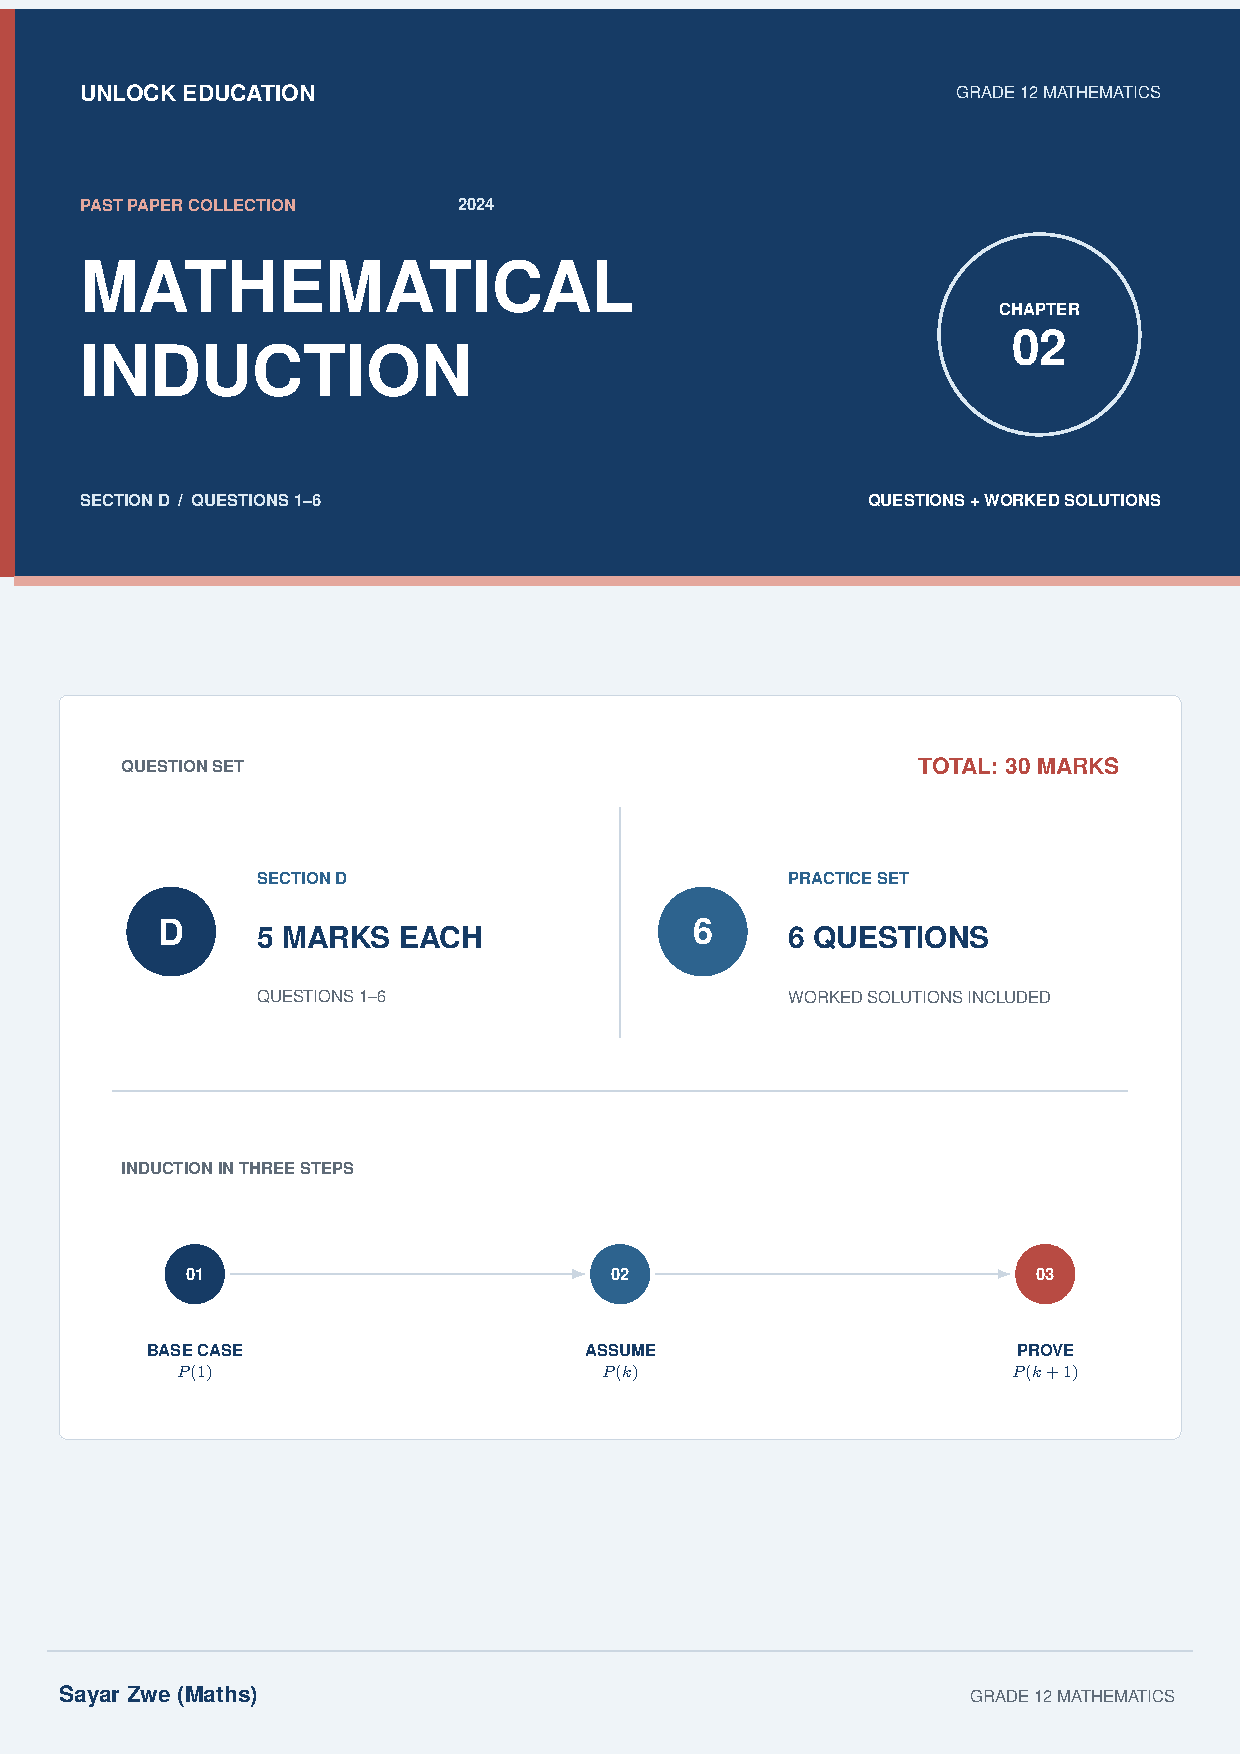 UNLOCK EDUCATION
GRADE 12 MATHEMATICS
PAST PAPER COLLECTION
2024
MATHEMATICAL
INDUCTION
CHAPTER
02
SECTION D / QUESTIONS 1–6
QUESTIONS + WORKED SOLUTIONS
QUESTION SET
TOTAL: 30 MARKS
D
SECTION D
5 MARKS EACH
QUESTIONS 1–6
6
PRACTICE SET
6 QUESTIONS
WORKED SOLUTIONS INCLUDED
INDUCTION IN THREE STEPS
01
02
03
BASE CASE
P(1)
ASSUME
P(k)
PROVE
P(k + 1)
Sayar Zwe (Maths)
GRADE 12 MATHEMATICS